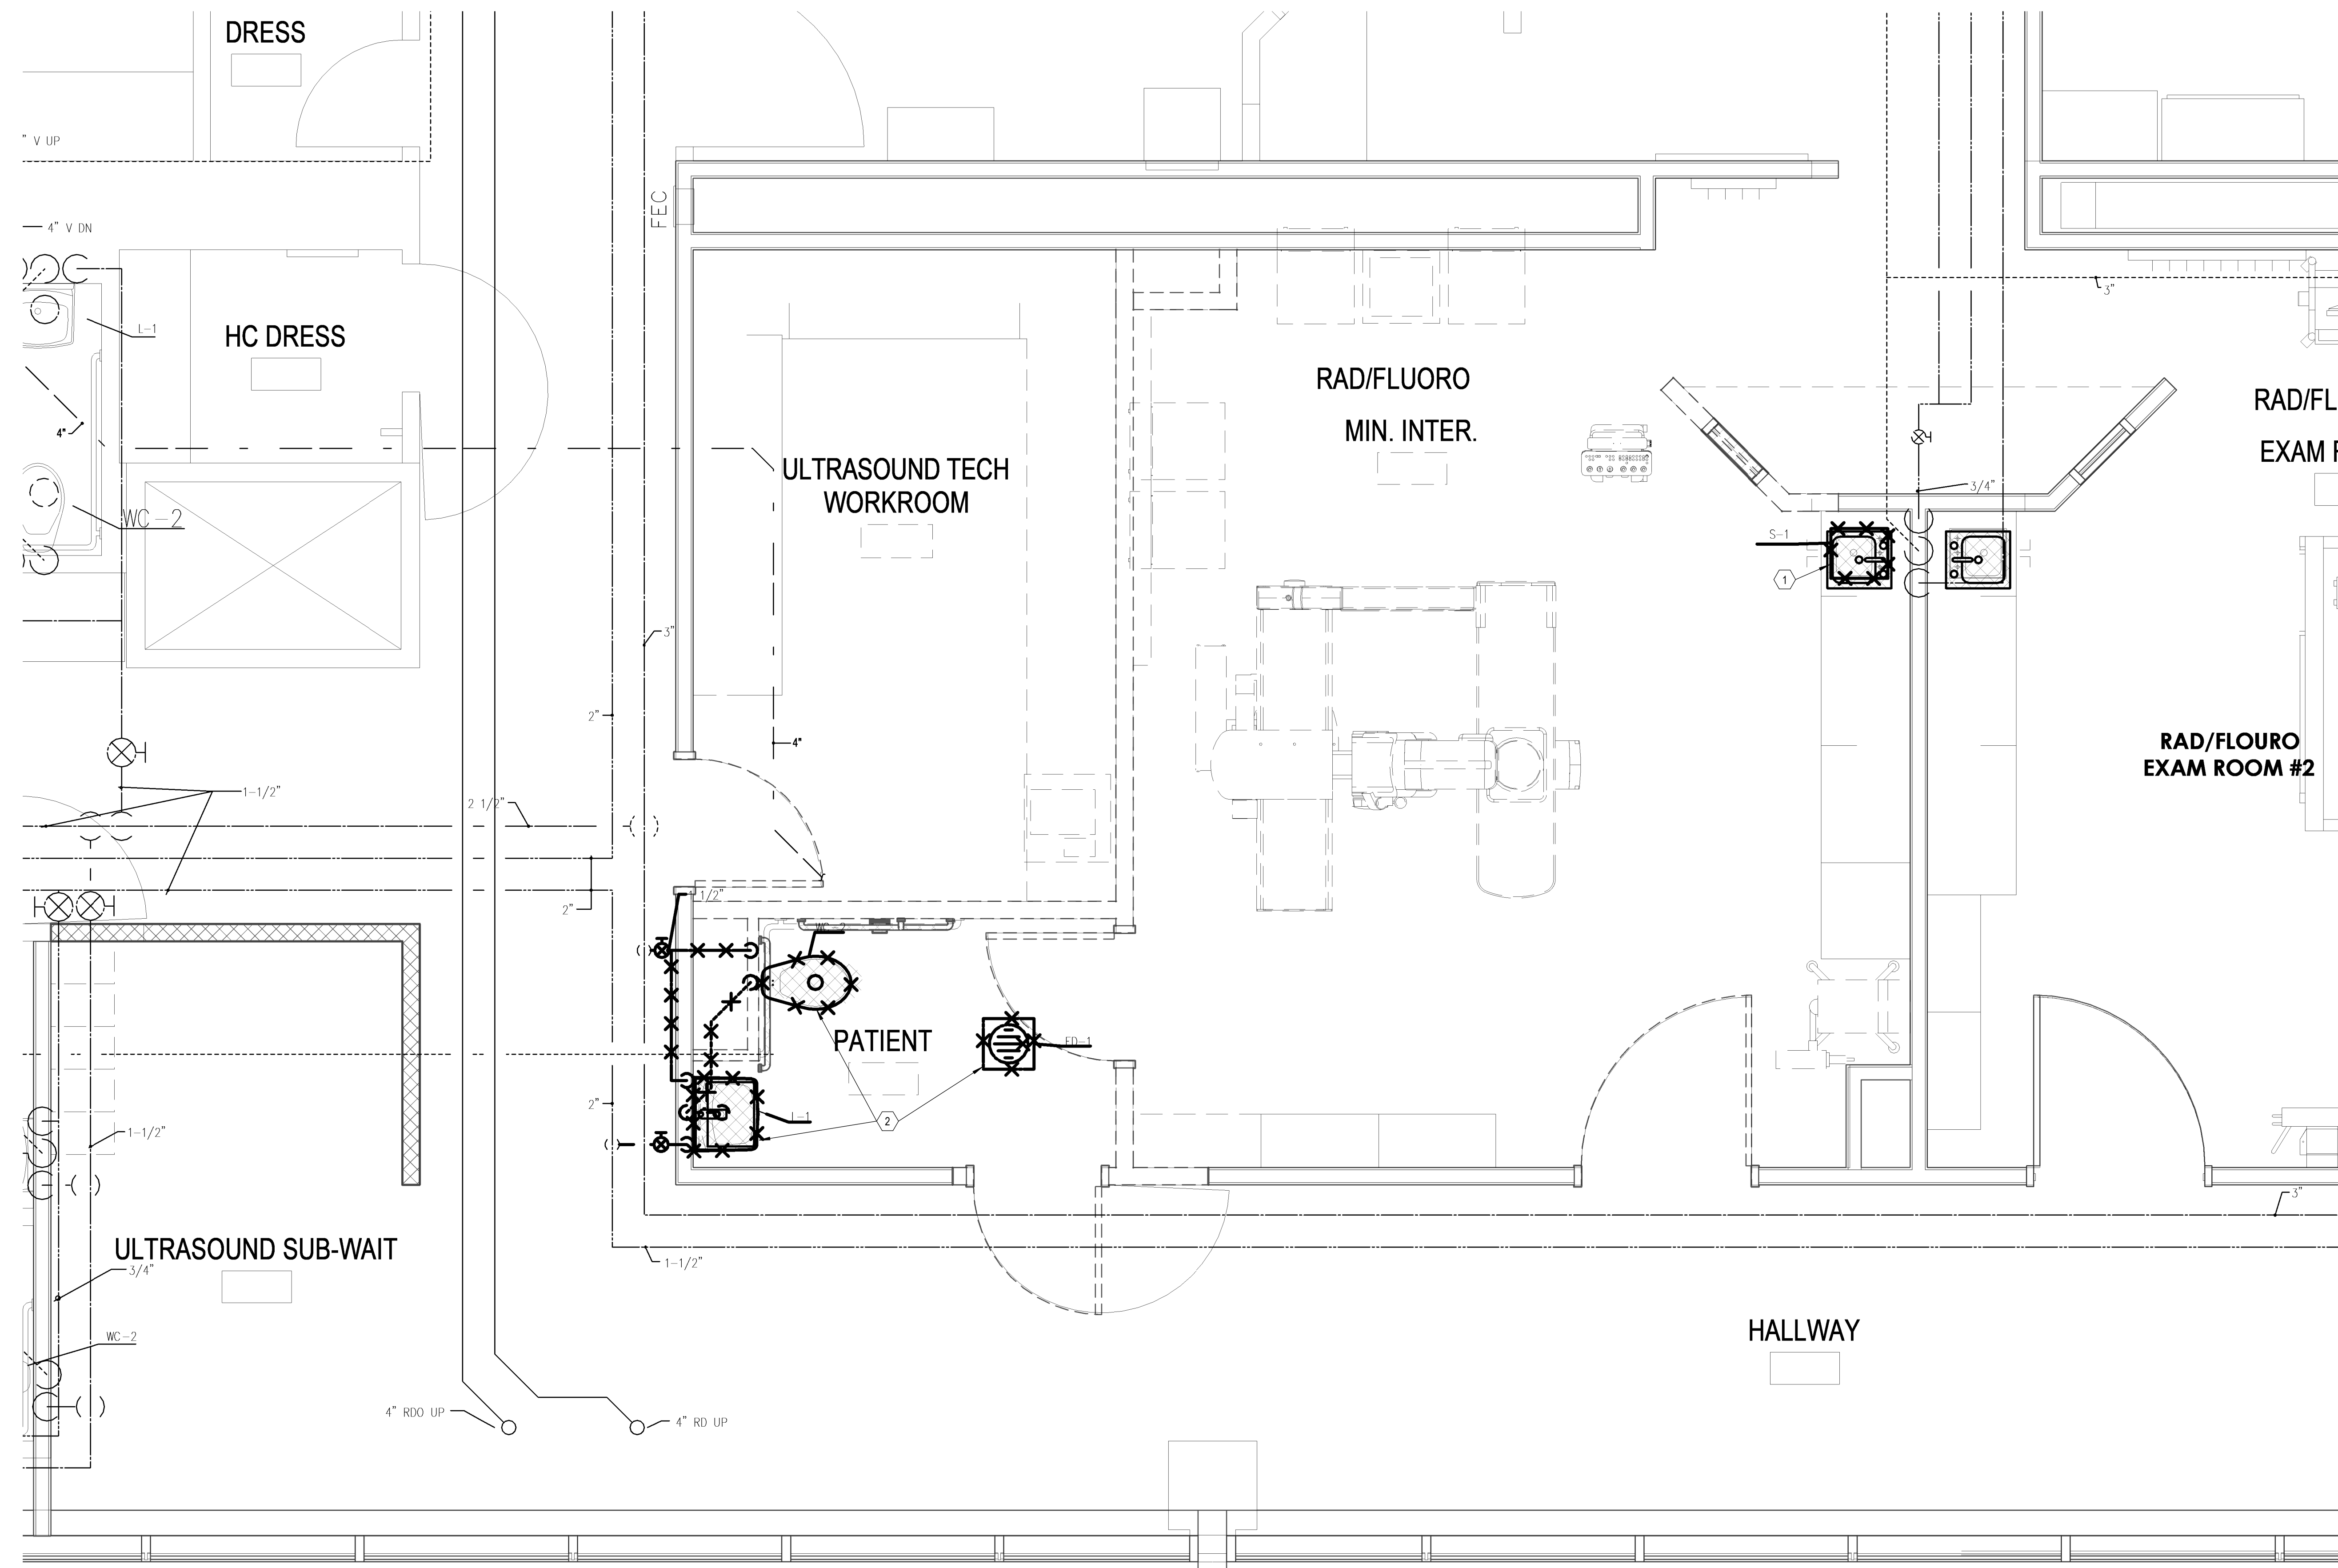 DRESS
" V UP
4" V DN
FEC
L-1
HC DRESS
3"
RAD/FLUORO
MIN. INTER.
RAD/FL
EXAM
4"
WC-2
ULTRASOUND TECH
WORKROOM
3/4"
S-1
1
3"
2"
4"
RAD/FLOURO
EXAM ROOM #2
1-1/2"
2 1/2"
1 1/2"
2"
WC-2
PATIENT
FD-1
2"
L-1
2
1-1/2"
3"
ULTRASOUND SUB-WAIT
3/4"
1-1/2"
WC-2
HALLWAY
4" RDO UP
4" RD UP